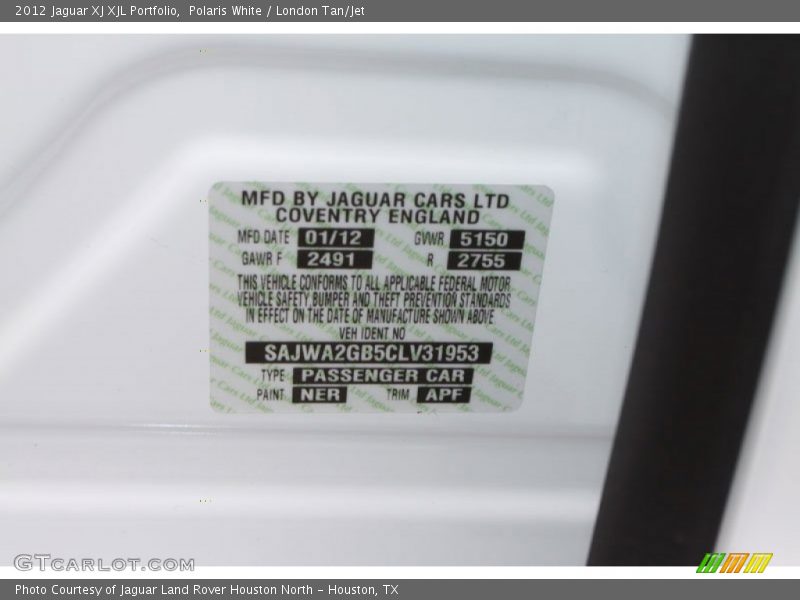 2012 Jaguar XJ XJL Portfolio,  Polaris White / London Tan/Jet
MFD BY JAGUAR CARS LTD
COVENTRY ENGLAND
MFD DATE 01/12 GVWR 5150
GAWR F 2491 R 2755
THIS VEHICLE CONFORMS TO ALL APPLICABLE FEDERAL MOTOR
VEHICLE SAFETY BUMPER AND THEFT PREVENTION STANDARDS
IN EFFECT ON THE DATE OF MANUFACTURE SHOWN ABOVE
VEH IDENT NO
SAJWA2GB5CLV31953
TYPE PASSENGER CAR
PAINT NER TRIM APF
GTCARLOT.COM
Photo Courtesy of Jaguar Land Rover Houston North - Houston, TX